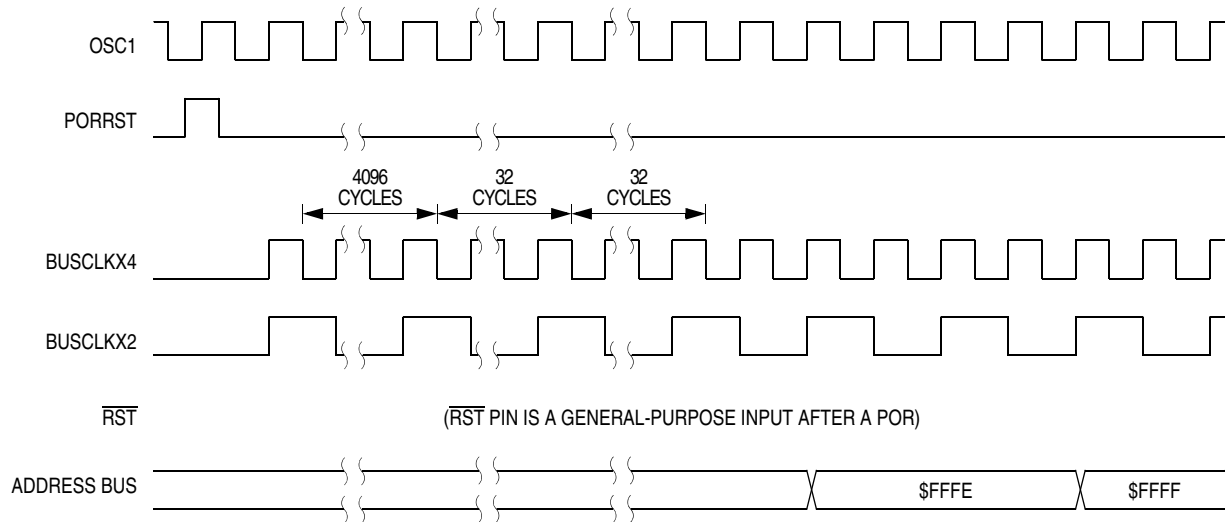 OSC1
PORRST
4096
CYCLES
32
CYCLES
32
CYCLES
BUSCLKX4
BUSCLKX2
RST
(RST PIN IS A GENERAL-PURPOSE INPUT AFTER A POR)
ADDRESS BUS
$FFFE
$FFFF